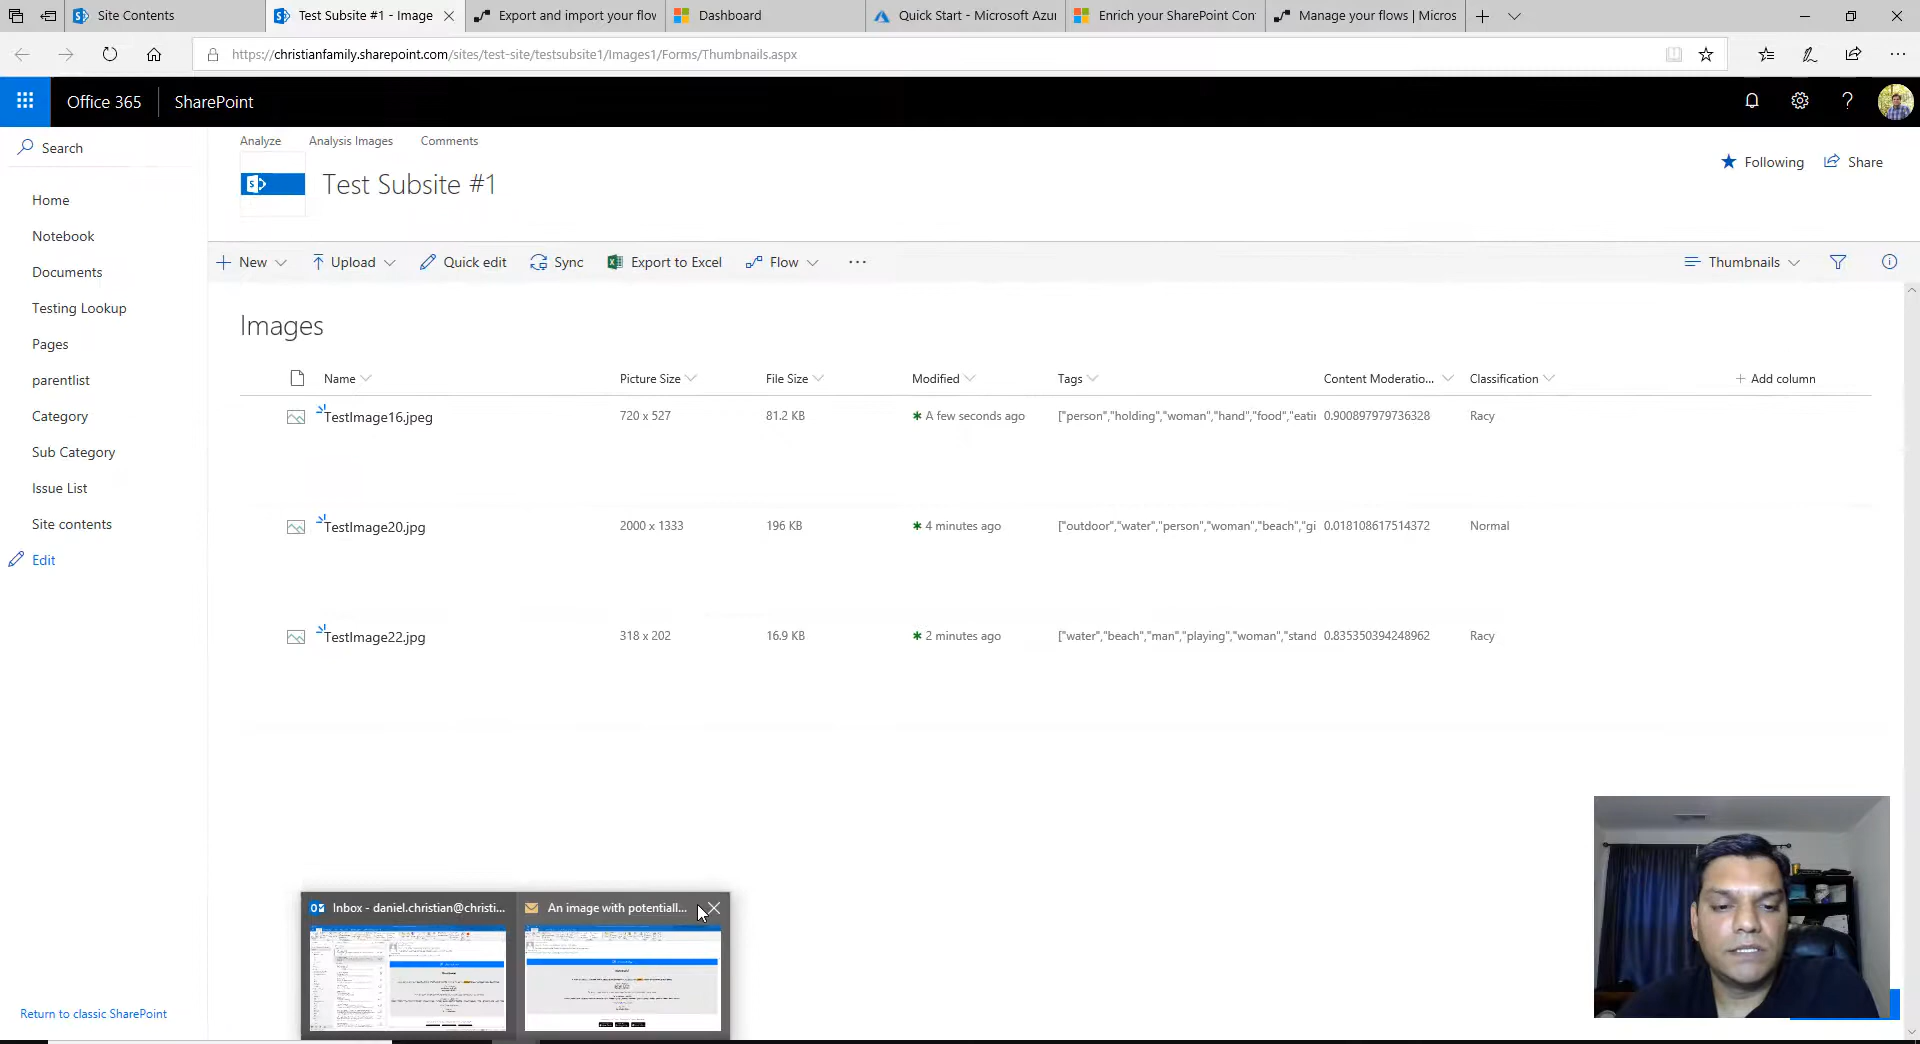 Site Contents
Test Subsite #1 - Image
Export and import your flow
Dashboard
Quick Start - Microsoft Azur
Enrich your SharePoint Con
Manage your flows | Micros
https://christianfamily.sharepoint.com/sites/test-site/testsubsite1/Images1/Forms/Thumbnails.aspx
Office 365
SharePoint
Search
Home
Notebook
Documents
Testing Lookup
Pages
parentlist
Category
Sub Category
Issue List
Site contents
Edit
Return to classic SharePoint
Analyze Analysis Images Comments
Test Subsite #1
Following Share
New Upload Quick edit Sync Export to Excel Flow ... Thumbnails
Images
Name Picture Size File Size Modified Tags Content Moderatio... Classification + Add column
TestImage16.jpeg 720 x 527 81.2 KB A few seconds ago ["person","holding","woman","hand","food","eatin 0.900897979736328 Racy
TestImage20.jpg 2000 x 1333 196 KB 4 minutes ago ["outdoor","water","person","woman","beach","gi 0.018108617514372 Normal
TestImage22.jpg 318 x 202 16.9 KB 2 minutes ago ["water","beach","man","playing","woman","stand 0.835350394248962 Racy
Inbox - daniel.christian@christi...
An image with potentiall...